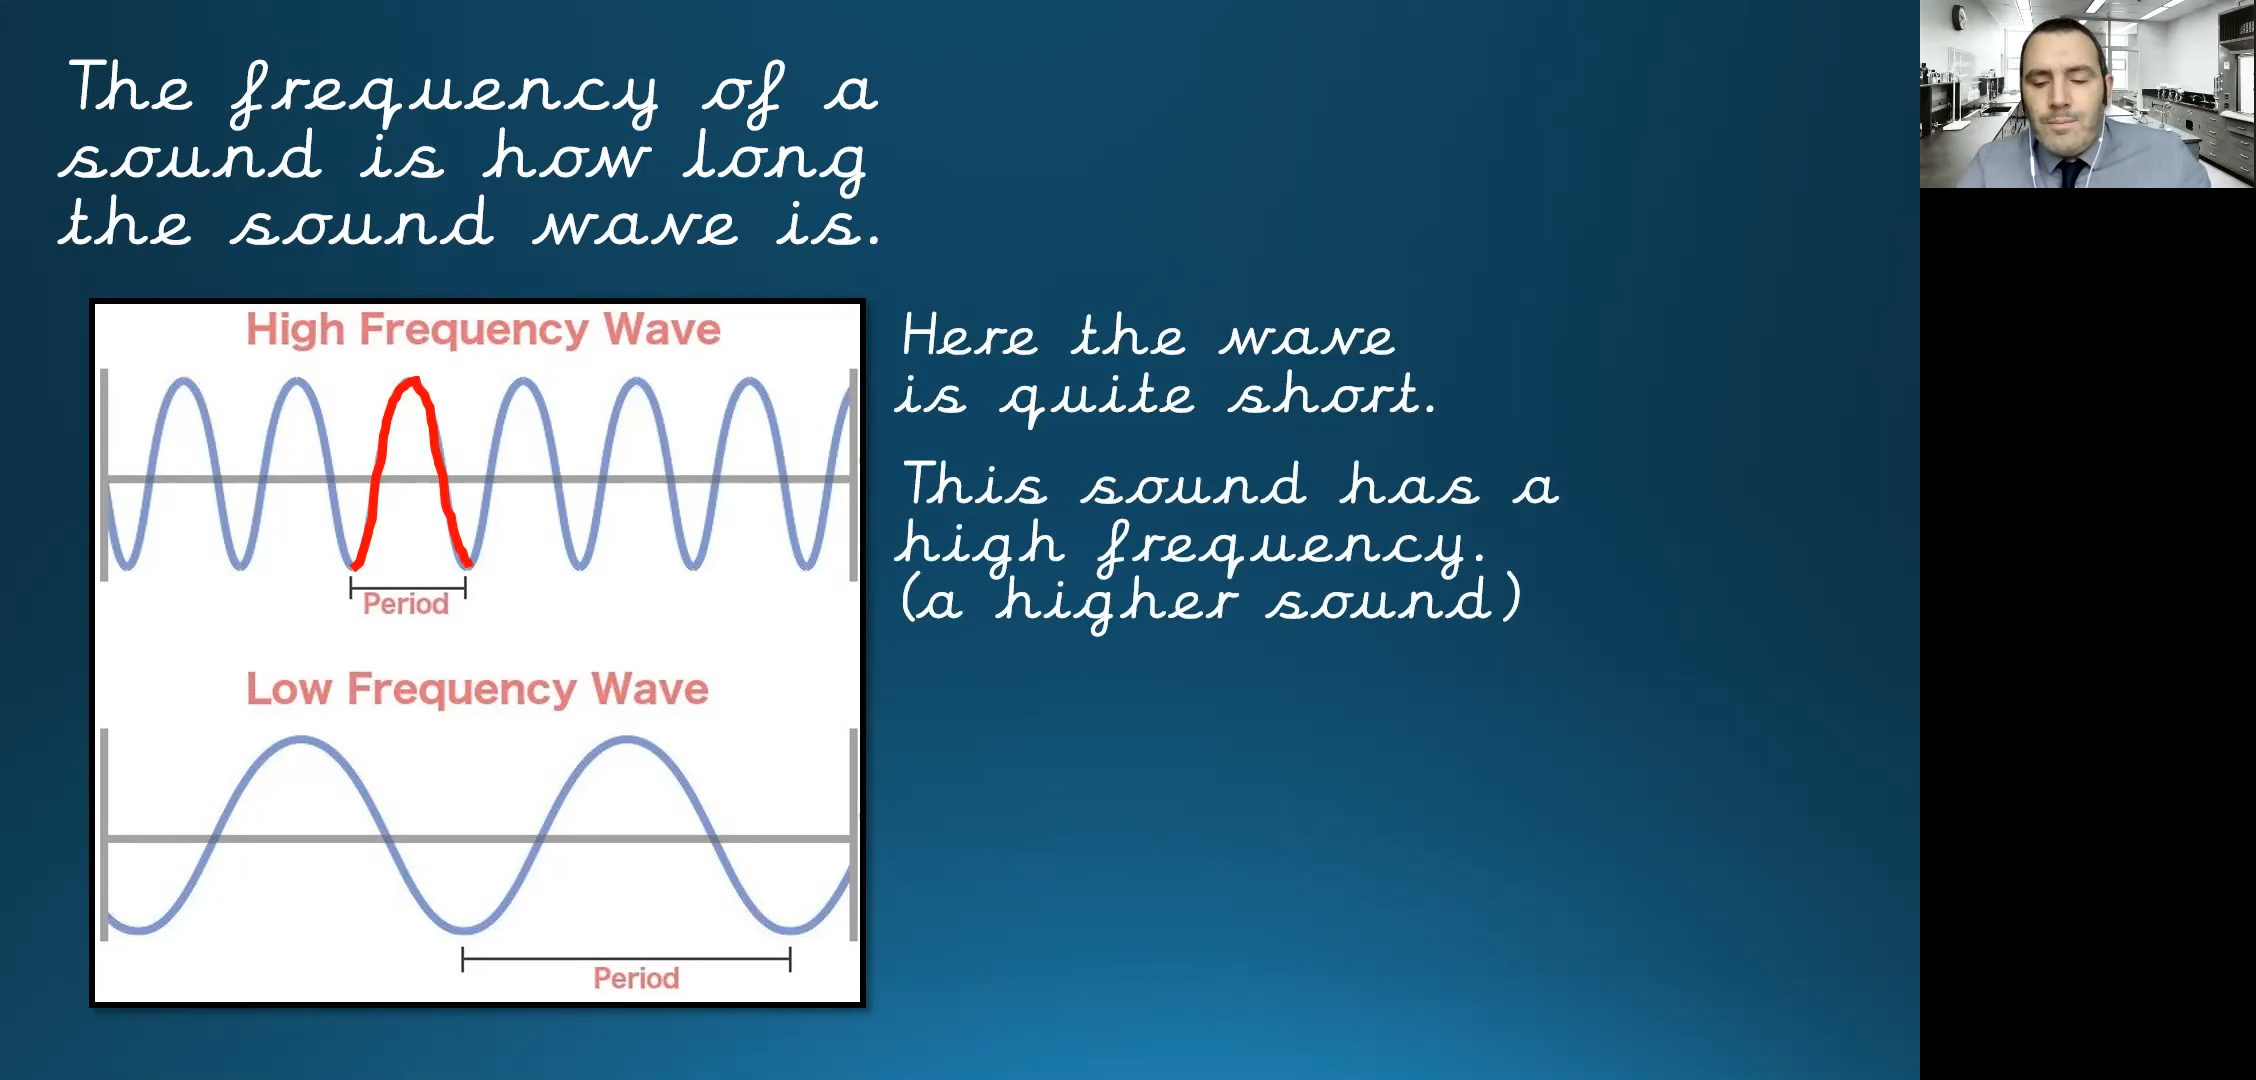 The frequency of a
sound is how long
the sound wave is.
High Frequency Wave
Period
Low Frequency Wave
Period
Here the wave
is quite short.
This sound has a
high frequency.
(a higher sound)